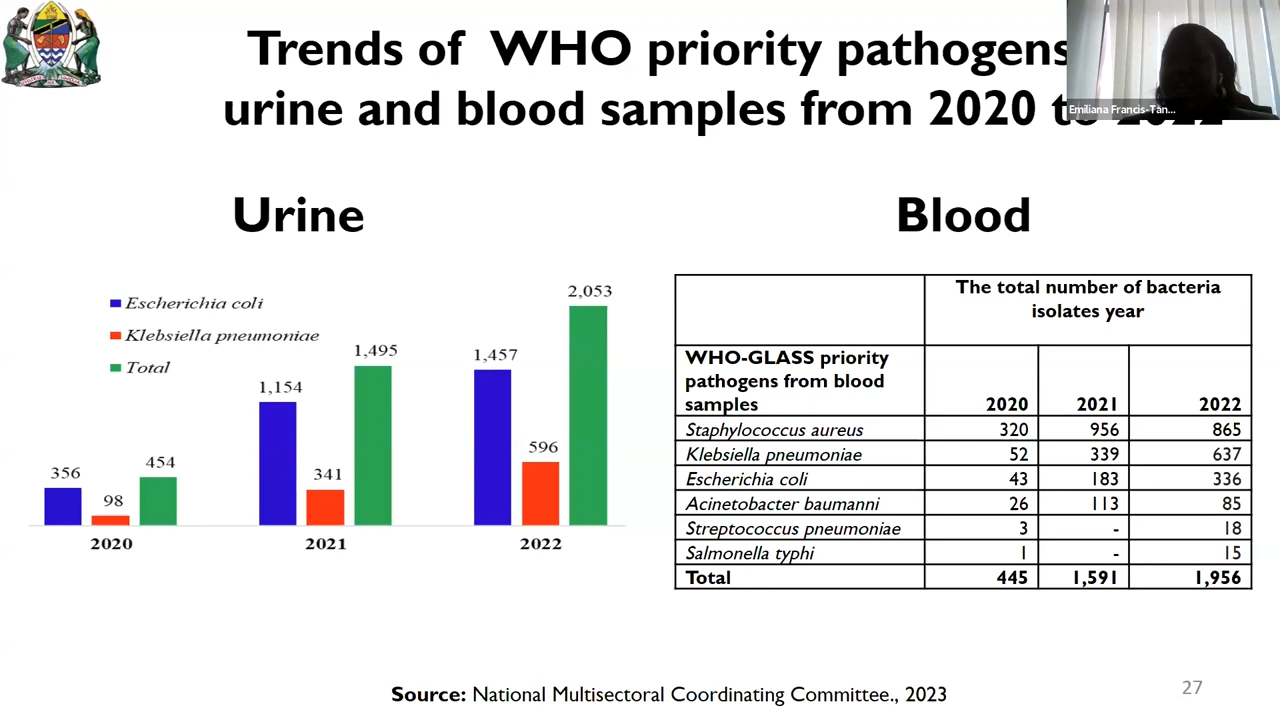 Trends of WHO priority pathogens
urine and blood samples from 2020 to 2022
Emiliana Francis-Tan...
Urine
Blood
Escherichia coli
Klebsiella pneumoniae
Total
356
98
454
1,154
341
1,495
1,457
596
2,053
2020
2021
2022
The total number of bacteria
isolates year
WHO-GLASS priority
pathogens from blood
samples 2020 2021 2022
Staphylococcus aureus 320 956 865
Klebsiella pneumoniae 52 339 637
Escherichia coli 43 183 336
Acinetobacter baumanni 26 113 85
Streptococcus pneumoniae 3 - 18
Salmonella typhi 1 - 15
Total 445 1,591 1,956
Source: National Multisectoral Coordinating Committee., 2023
27